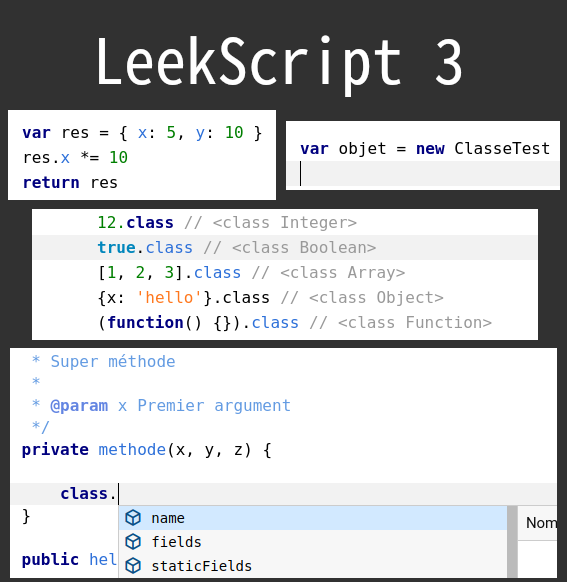 LeekScript 3
var res = { x: 5, y: 10 }
res.x *= 10
return res
var objet = new ClasseTest
12.class // <class Integer>
true.class // <class Boolean>
[1, 2, 3].class // <class Array>
{x: 'hello'}.class // <class Object>
(function() {}).class // <class Function>
* Super méthode
*
* @param x Premier argument
*/
private methode(x, y, z) {
class.
}
name
Nom
fields
public hel
staticFields